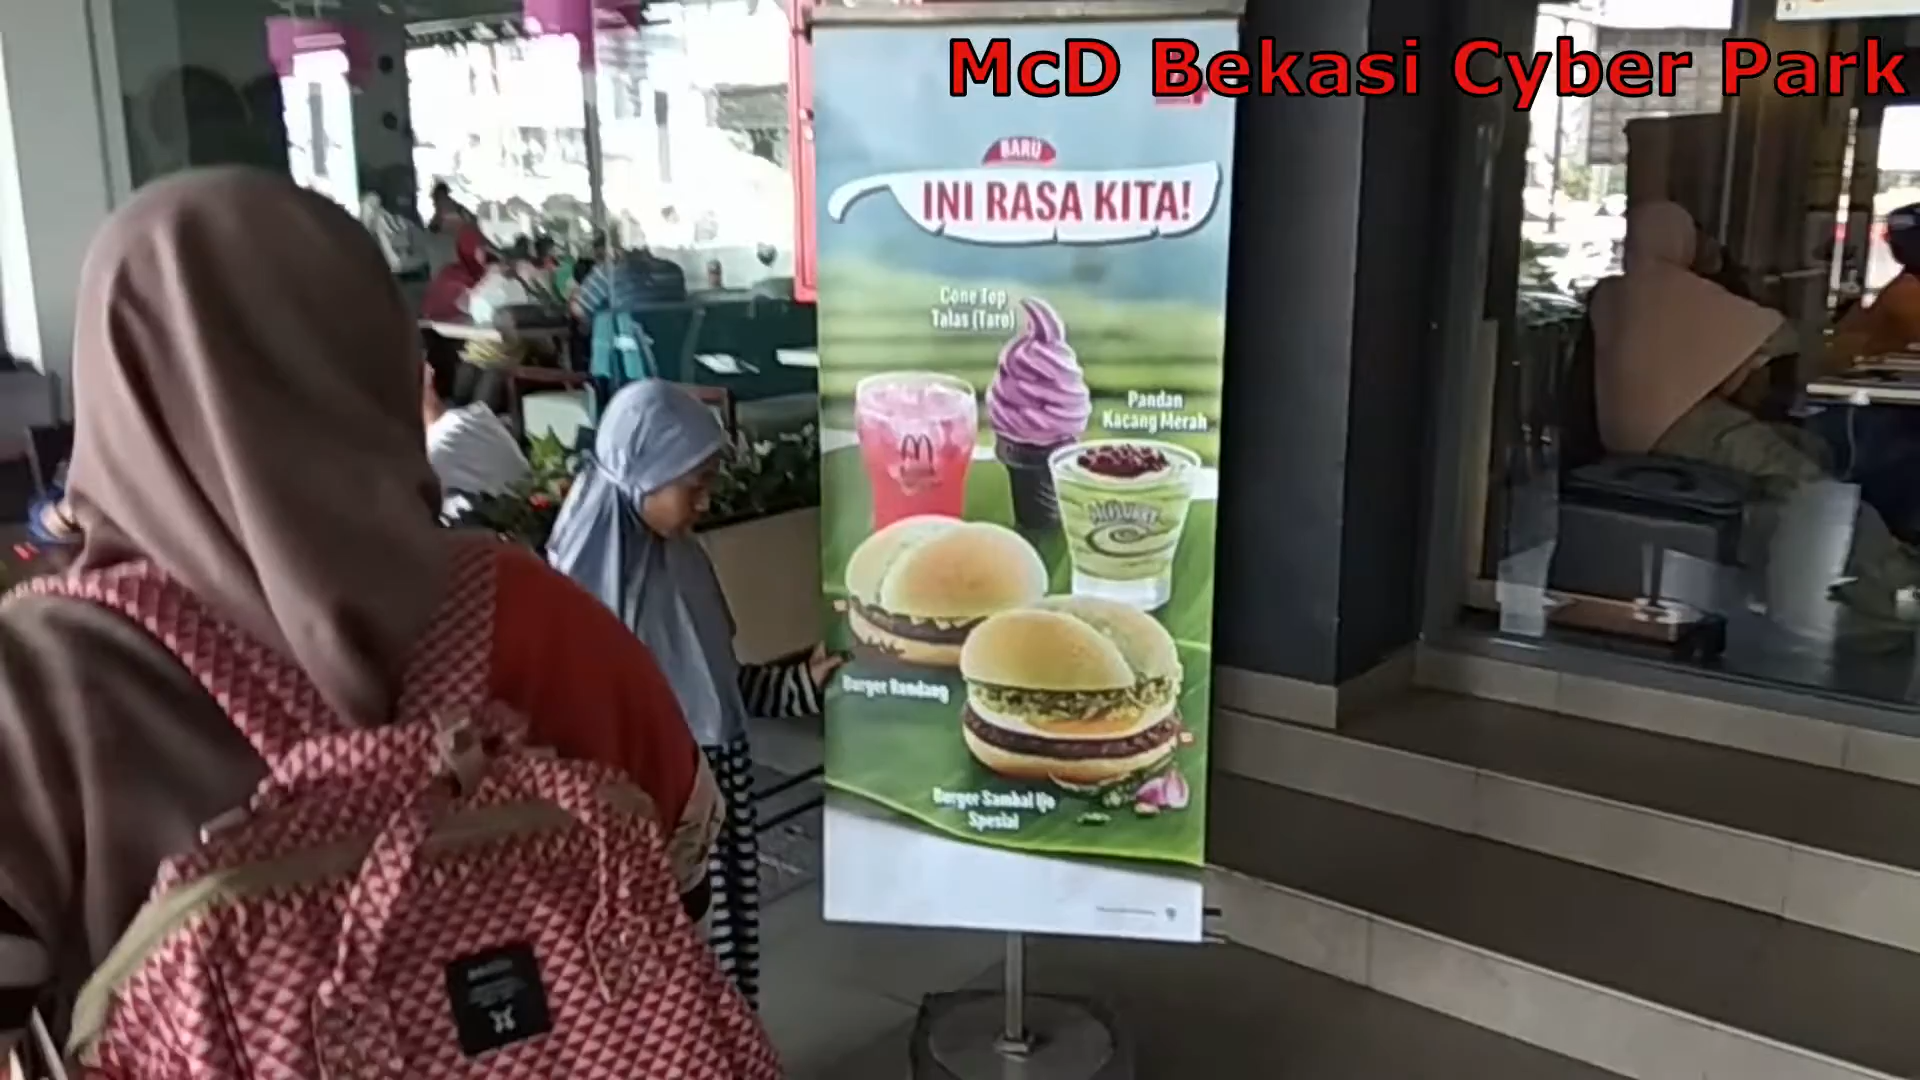 McD Bekasi Cyber Park
BARU
INI RASA KITA!
Cone Top
Talas (Taro)
Pandan
Kacang Merah
Burger Rendang
Burger Sambal Ijo
Spesial